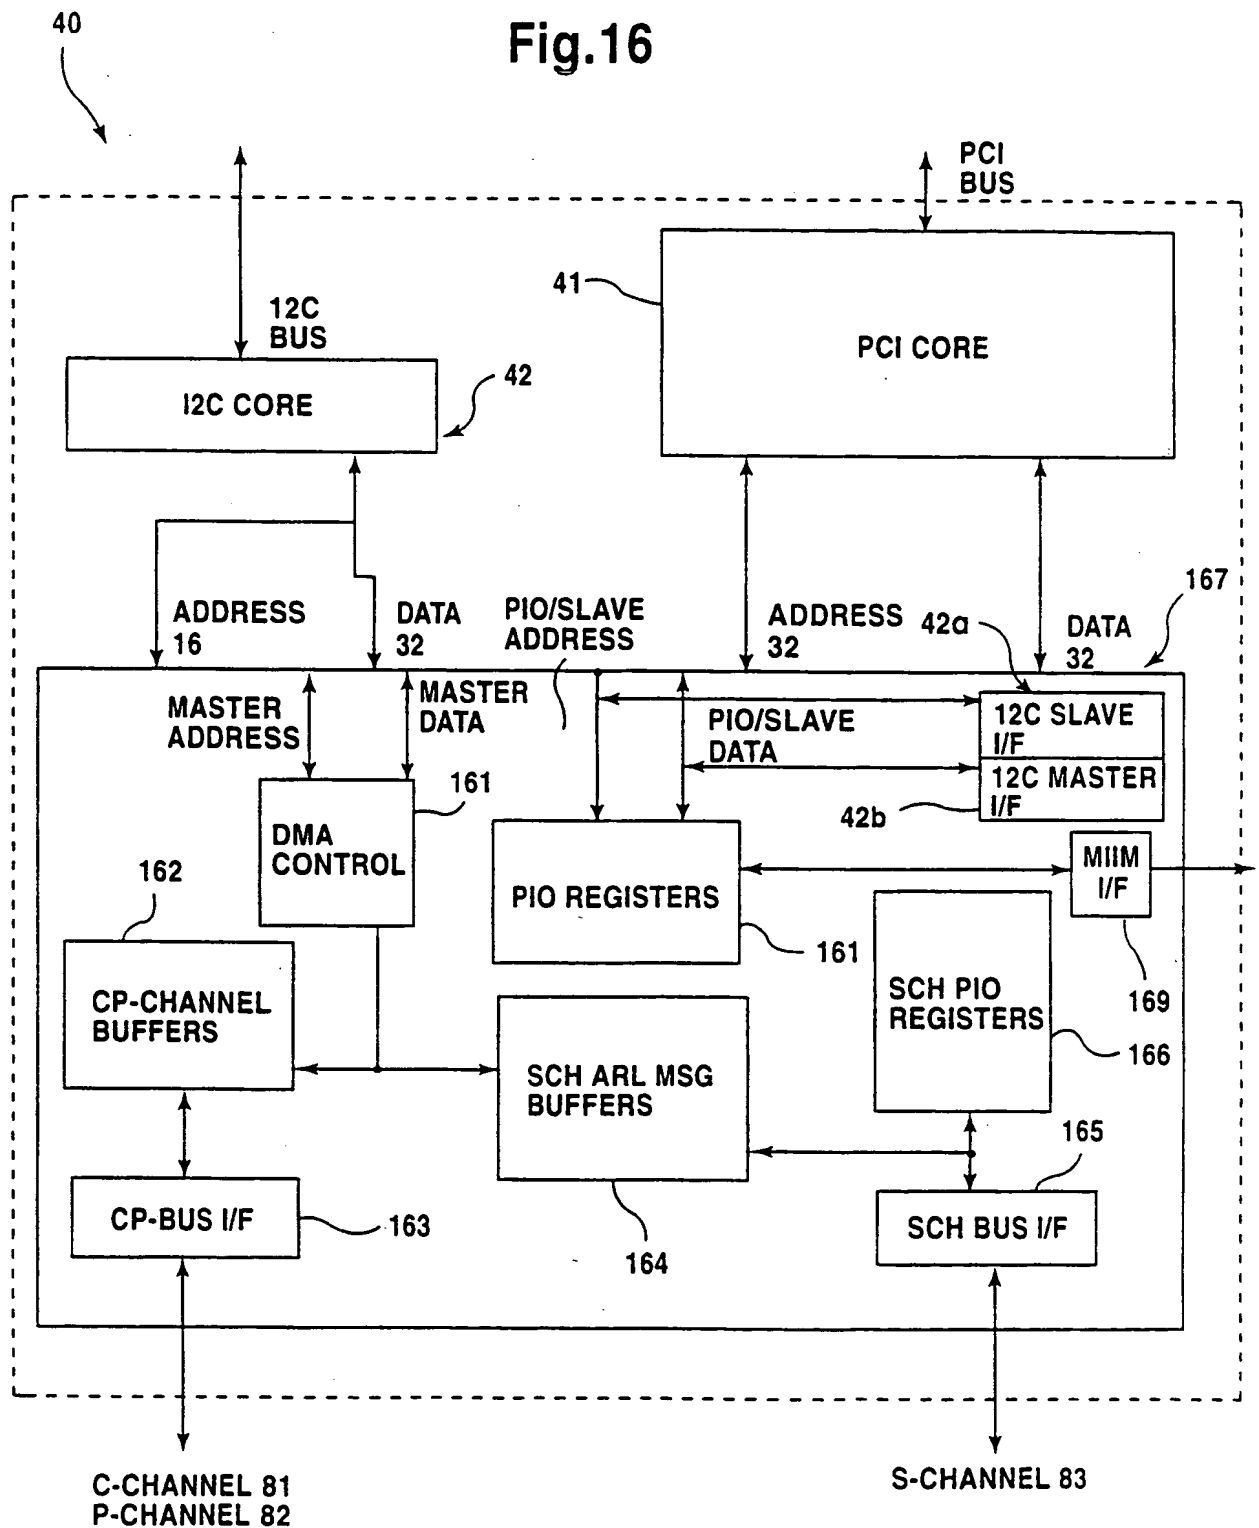 Fig.16
40
PCI
BUS
12C
BUS
41
PCI CORE
42
I2C CORE
167
ADDRESS
16
DATA
32
PIO/SLAVE
ADDRESS
ADDRESS
32
42a
DATA
32
MASTER
ADDRESS
MASTER
DATA
PIO/SLAVE
DATA
12C SLAVE
I/F
12C MASTER
I/F
42b
161
DMA
CONTROL
162
PIO REGISTERS
161
MIIM
I/F
169
CP-CHANNEL
BUFFERS
SCH PIO
REGISTERS
166
SCH ARL MSG
BUFFERS
164
165
CP-BUS I/F
163
SCH BUS I/F
C-CHANNEL 81
P-CHANNEL 82
S-CHANNEL 83